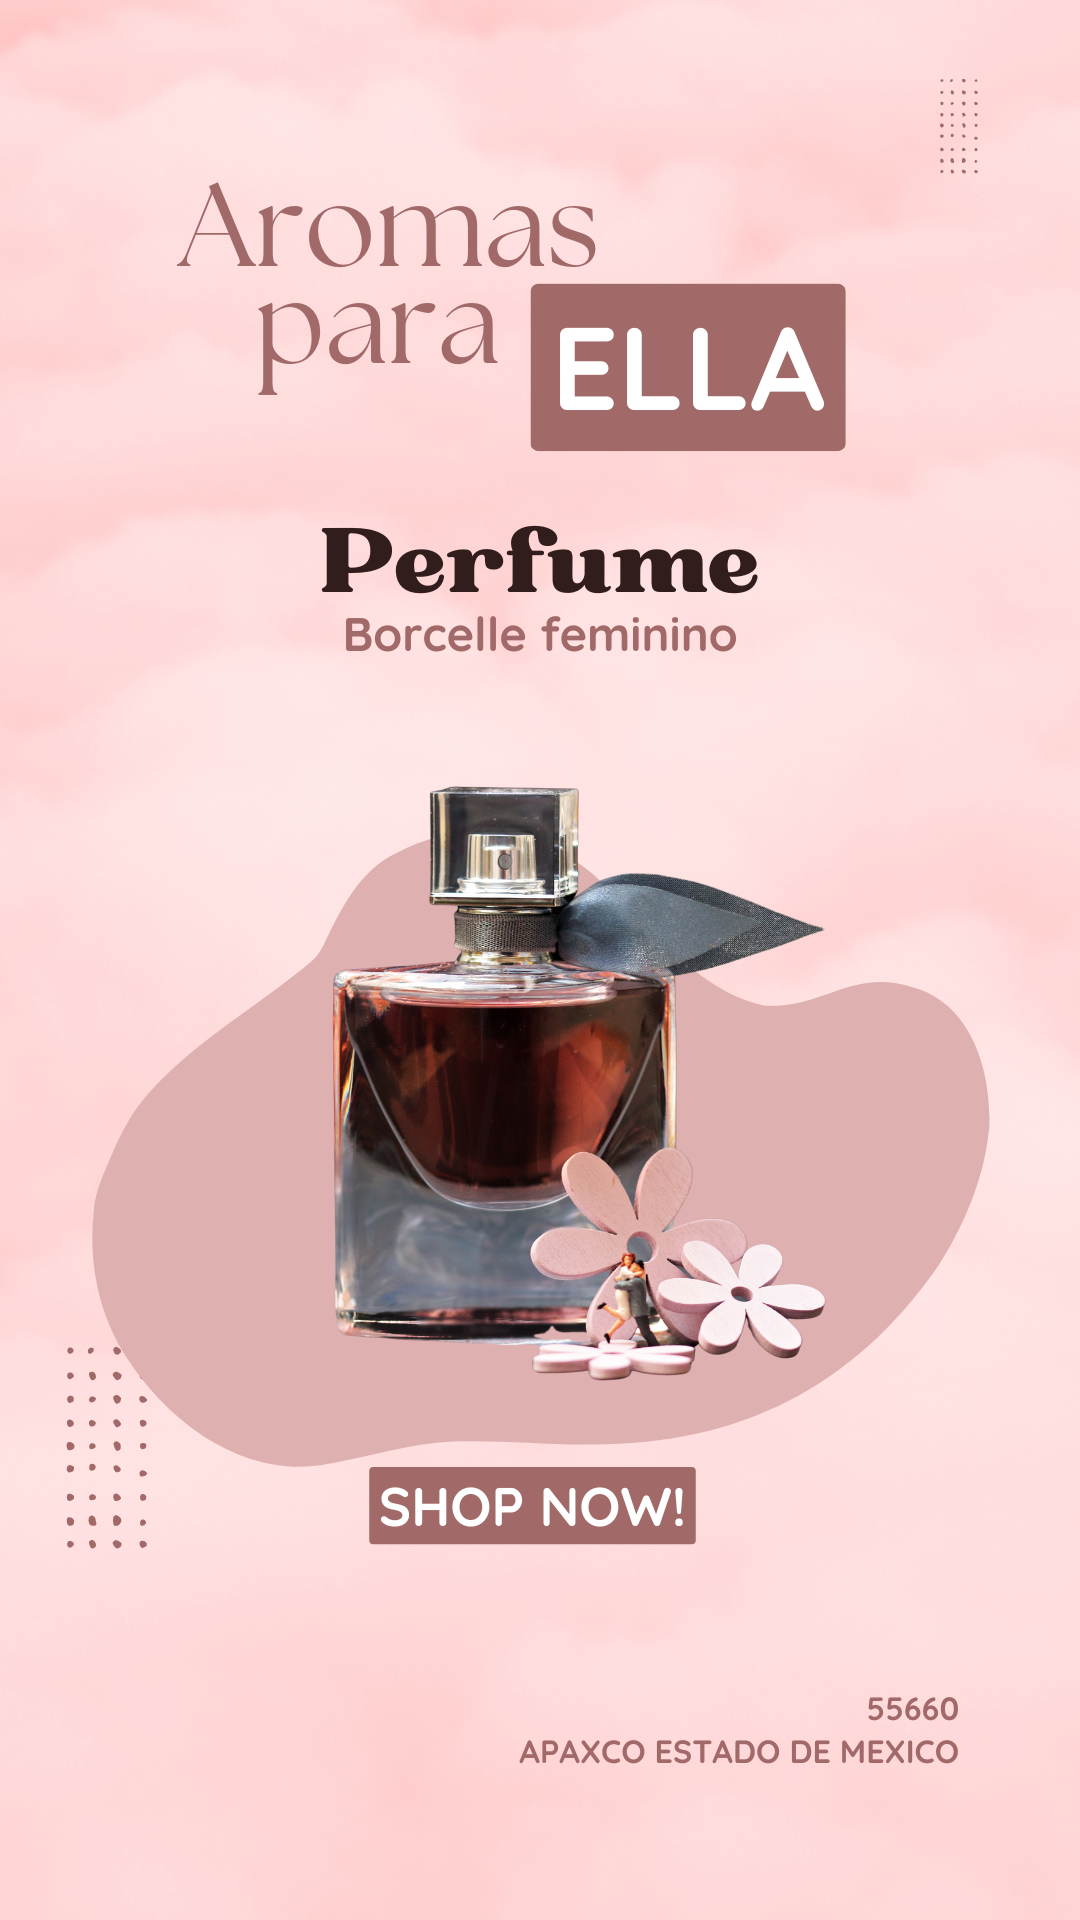 Aromas
para ELLA
Perfume
Borcelle feminino
SHOP NOW!
55660
APAXCO ESTADO DE MEXICO